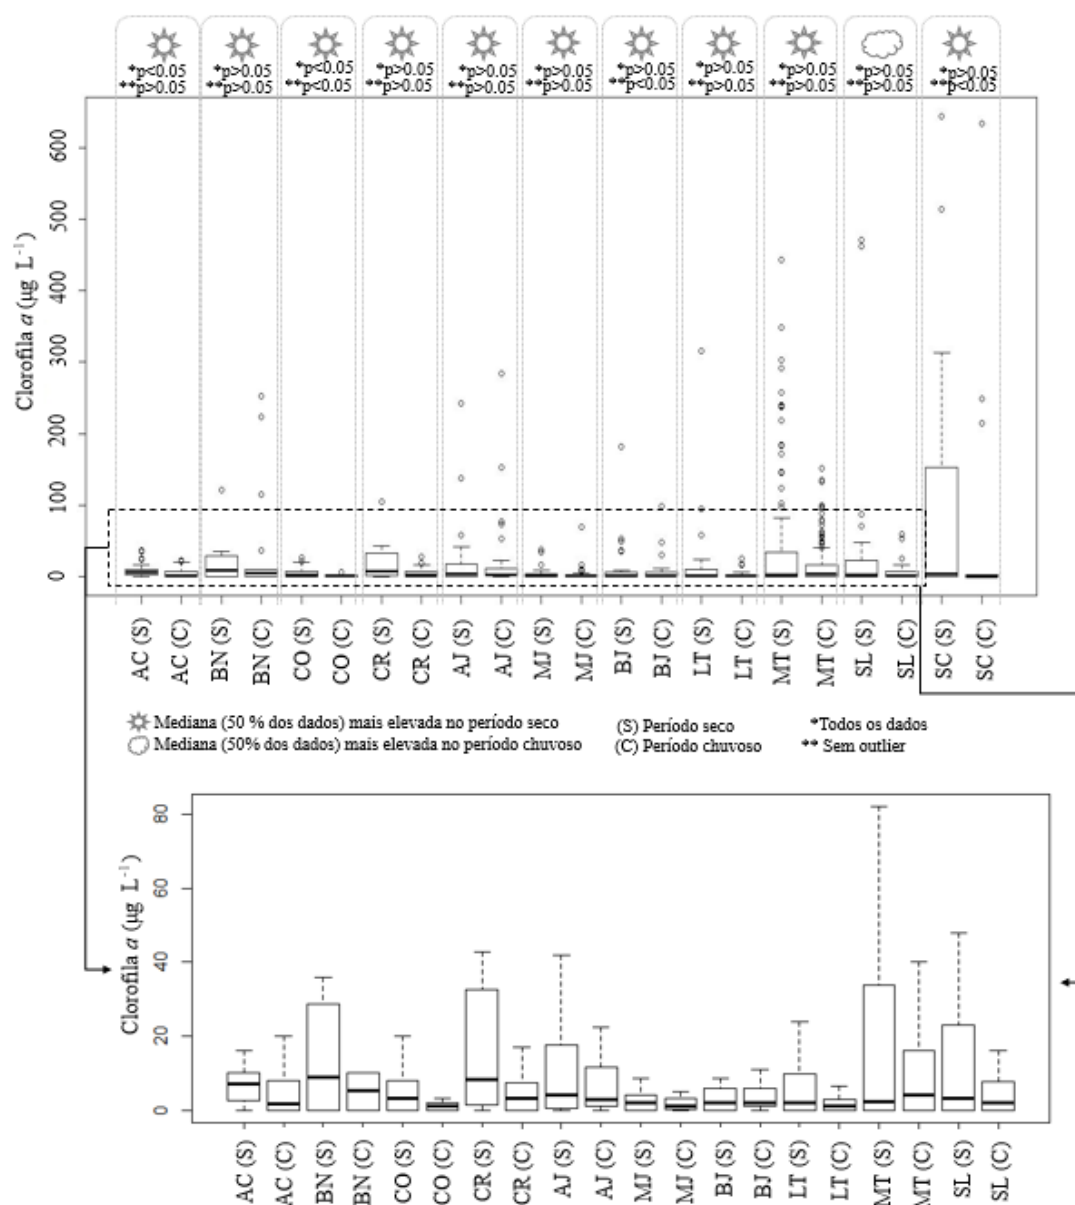 *p<0.05 *p>0.05 *p<0.05 *p>0.05 *p>0.05 *p>0.05 *p>0.05 *p>0.05 *p>0.05 *p>0.05 *p>0.05
**p>0.05 **p>0.05 **p<0.05 **p>0.05 **p>0.05 **p>0.05 **p<0.05 **p>0.05 **p>0.05 **p>0.05 **p<0.05
Clorofila a (µg L⁻¹)
600
500
400
300
200
100
0
AC (S) AC (C) BN (S) BN (C) CO (S) CO (C) CR (S) CR (C) AJ (S) AJ (C) MJ (S) MJ (C) BJ (S) BJ (C) LT (S) LT (C) MT (S) MT (C) SL (S) SL (C) SC (S) SC (C)
Mediana (50 % dos dados) mais elevada no período seco (S) Período seco *Todos os dados
Mediana (50% dos dados) mais elevada no período chuvoso (C) Período chuvoso ** Sem outlier
Clorofila a (µg L⁻¹)
80
60
40
20
0
AC (S) AC (C) BN (S) BN (C) CO (S) CO (C) CR (S) CR (C) AJ (S) AJ (C) MJ (S) MJ (C) BJ (S) BJ (C) LT (S) LT (C) MT (S) MT (C) SL (S) SL (C)